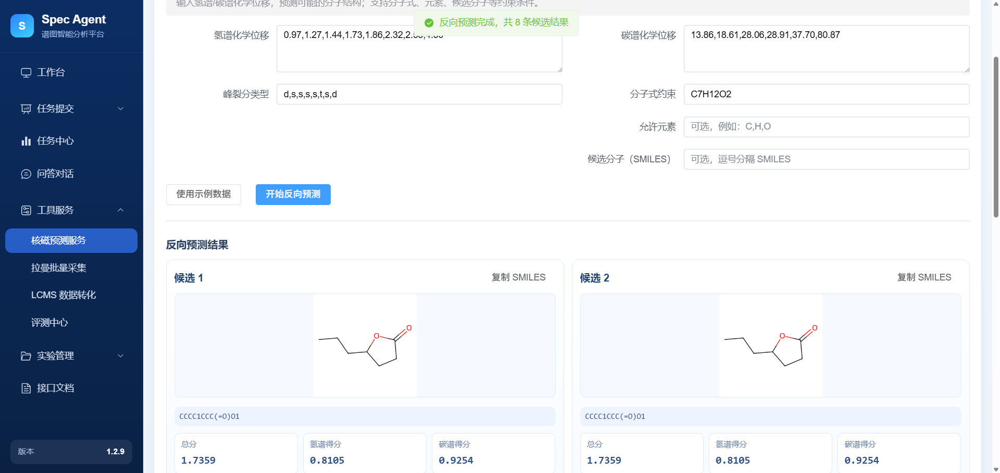 S
Spec Agent
谱图智能分析平台
工作台
任务提交
任务中心
问答对话
工具服务
核磁预测服务
拉曼批量采集
LCMS 数据转化
评测中心
实验管理
接口文档
版本
1.2.9
输入氢谱/碳谱化学位移，预测可能的分子结构；支持分子式、元素、候选分子等约束条件。
反向预测完成，共 8 条候选结果
氢谱化学位移
0.97,1.27,1.44,1.73,1.86,2.32,2.
碳谱化学位移
13.86,18.61,28.06,28.91,37.70,80.87
峰裂分类型
d,s,s,s,s,t,s,d
分子式约束
C7H12O2
允许元素
可选，例如：C,H,O
候选分子（SMILES）
可选，逗号分隔 SMILES
使用示例数据
开始反向预测
反向预测结果
候选 1
复制 SMILES
O
O
CCCC1CCC(=O)O1
总分
1.7359
氢谱得分
0.8105
碳谱得分
0.9254
候选 2
复制 SMILES
O
O
CCCC1CCC(=O)O1
总分
1.7359
氢谱得分
0.8105
碳谱得分
0.9254